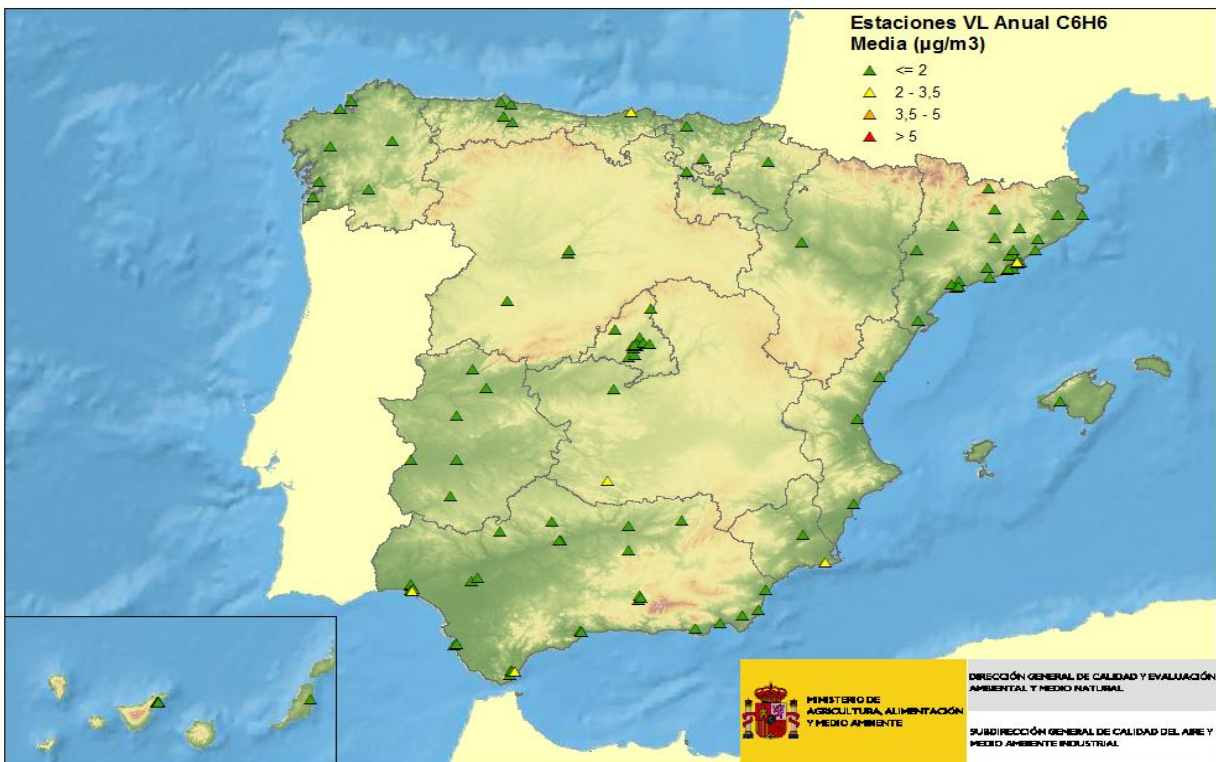 Estaciones VL Anual C6H6
Media (µg/m3)
<= 2
2 - 3,5
3,5 - 5
> 5
MINISTERIO DE
AGRICULTURA, ALIMENTACIÓN
Y MEDIO AMBIENTE
DIRECCIÓN GENERAL DE CALIDAD Y EVALUACIÓN
AMBIENTAL Y MEDIO NATURAL
SUBDIRECCIÓN GENERAL DE CALIDAD DEL AIRE Y
MEDIO AMBIENTE INDUSTRIAL